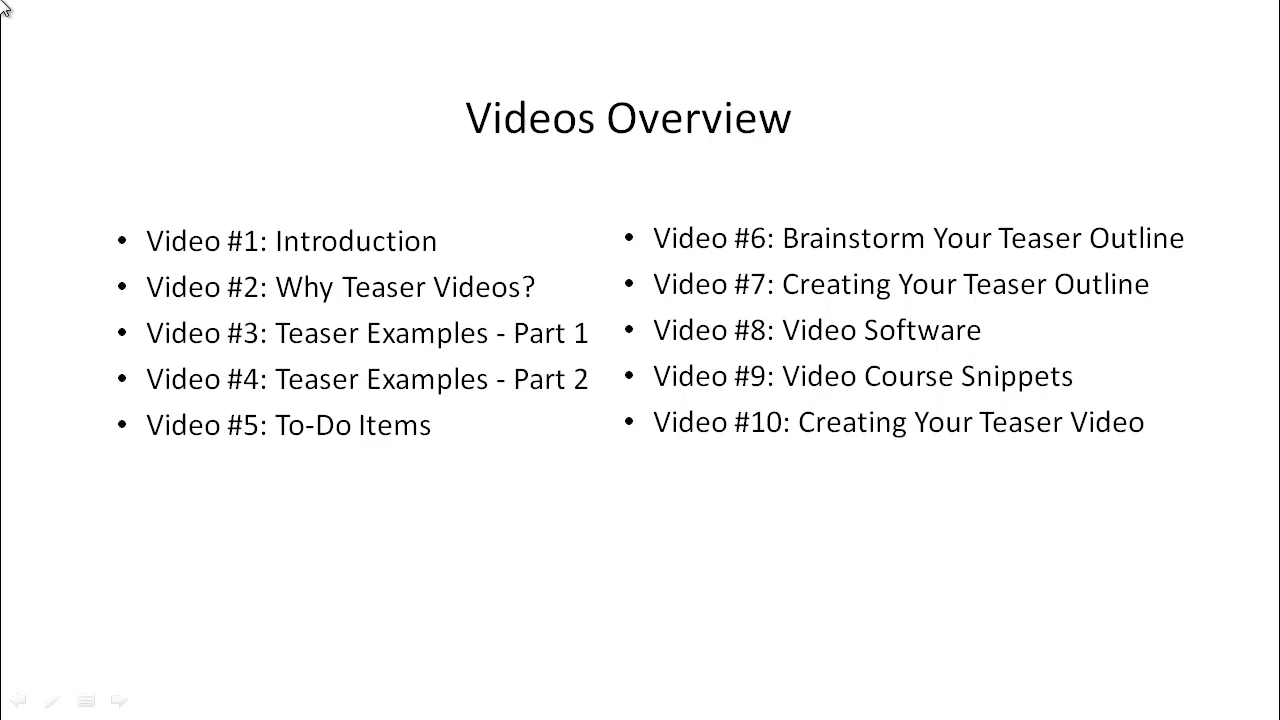 Videos Overview
• Video #1: Introduction
• Video #2: Why Teaser Videos?
• Video #3: Teaser Examples - Part 1
• Video #4: Teaser Examples - Part 2
• Video #5: To-Do Items
• Video #6: Brainstorm Your Teaser Outline
• Video #7: Creating Your Teaser Outline
• Video #8: Video Software
• Video #9: Video Course Snippets
• Video #10: Creating Your Teaser Video